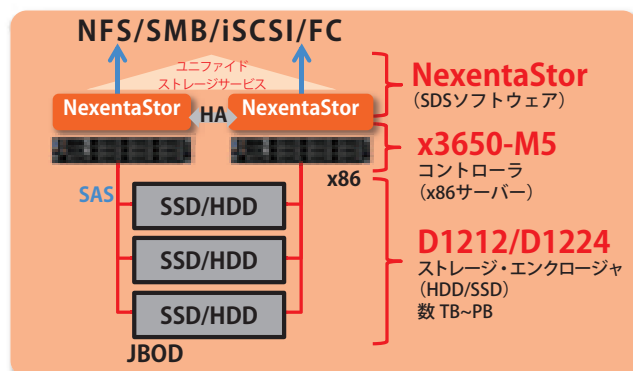 NFS/SMB/iSCSI/FC
ユニファイド
ストレージサービス
NexentaStor
HA
NexentaStor
x86
SAS
SSD/HDD
SSD/HDD
SSD/HDD
JBOD
NexentaStor
(SDSソフトウェア)
x3650-M5
コントローラ
(x86サーバー)
D1212/D1224
ストレージ・エンクロージャ
(HDD/SSD)
数 TB~PB